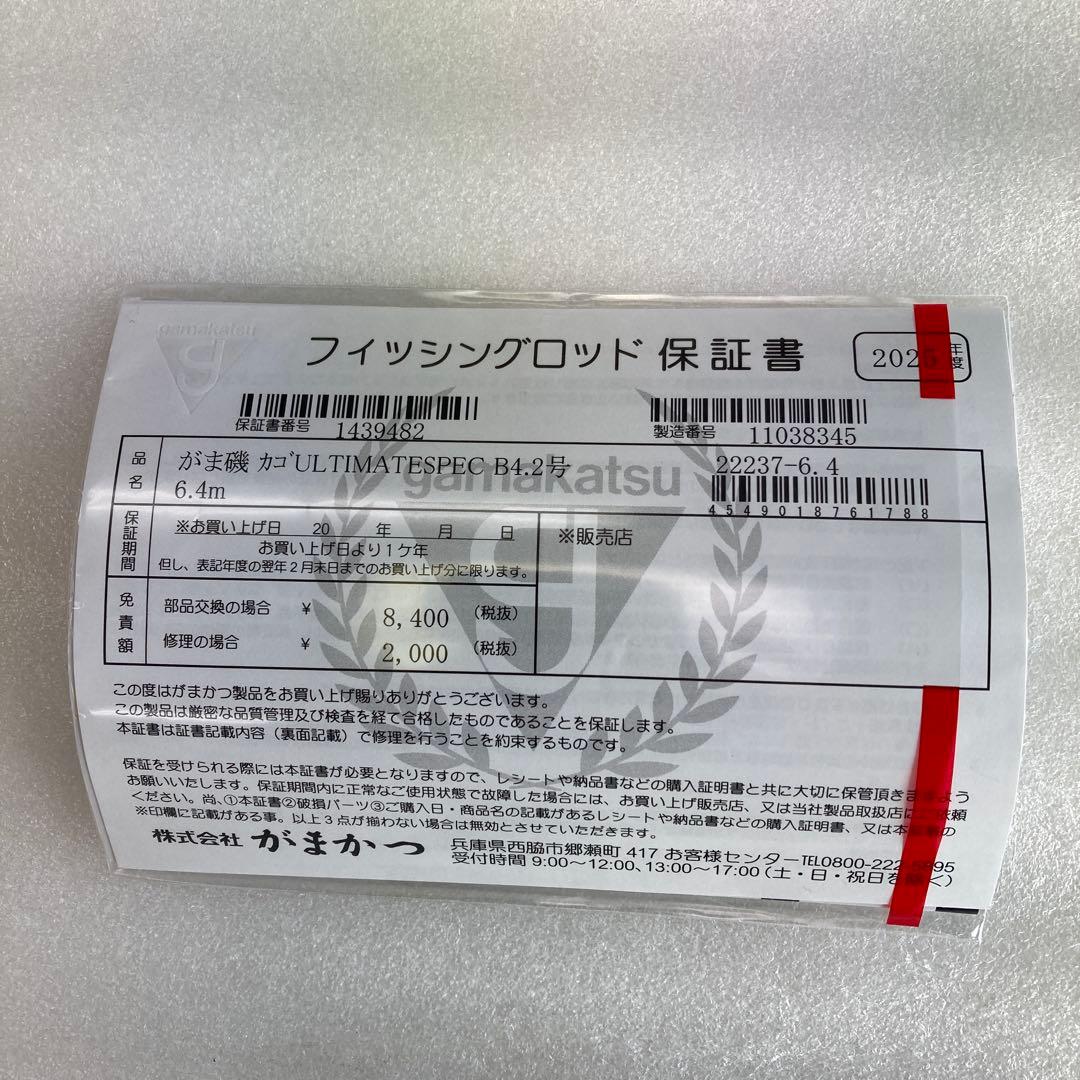 gamakatsu
フィッシングロッド 保証書
2025 年度
保証書番号 1439482
製造番号 11038345
品名
がま磯 カゴULTIMATESPEC B4.2号
6.4m
22237-6.4
4549018761788
gamakatsu
保証期間
※お買い上げ日 20 年 月 日
お買い上げ日より1ケ年
但し、表記年度の翌年2月末日までのお買い上げ分に限ります。
※販売店
免責額
部品交換の場合 ¥ 8,400 (税抜)
修理の場合 ¥ 2,000 (税抜)
この度はがまかつ製品をお買い上げ賜りありがとうございます。
この製品は厳密な品質管理及び検査を経て合格したものであることを保証します。
本証書は証書記載内容(裏面記載)で修理を行うことを約束するものです。
保証を受けられる際には本証書が必要となりますので、レシートや納品書などの購入証明書と共に大切に保管頂きますよう
お願いいたします。保証期間内に正常なご使用状態で故障した場合には、お買い上げ販売店、又は当社製品取扱店にご依頼
ください。尚、①本証書②破損パーツ③ご購入日・商品名の記載があるレシートや納品書などの購入証明書、又は本証書の
※印欄に記載がある事。以上3点が揃わない場合は無効とさせていただきます。
株式会社 がまかつ
兵庫県西脇市郷瀬町 417 お客様センターTEL0800-222-5895
受付時間 9:00〜12:00、13:00〜17:00(土・日・祝日を除く)